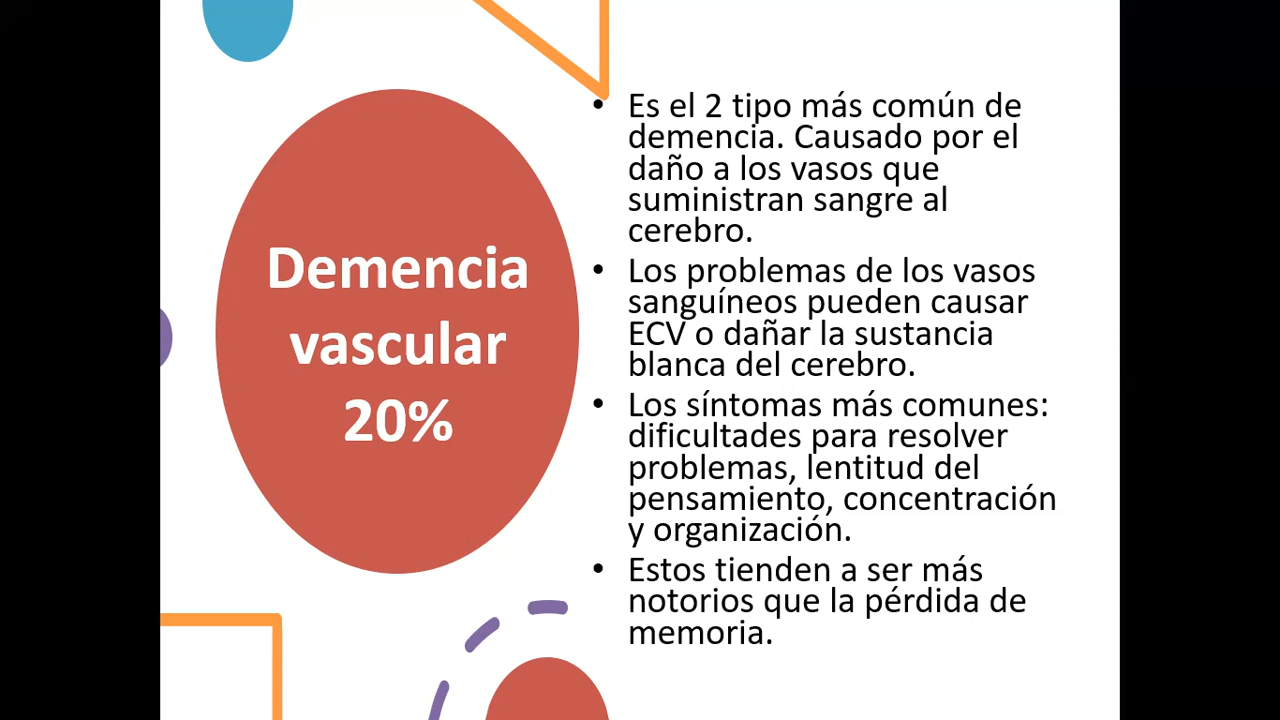 Demencia
vascular
20%
• Es el 2 tipo más común de
demencia. Causado por el
daño a los vasos que
suministran sangre al
cerebro.
• Los problemas de los vasos
sanguíneos pueden causar
ECV o dañar la sustancia
blanca del cerebro.
• Los síntomas más comunes:
dificultades para resolver
problemas, lentitud del
pensamiento, concentración
y organización.
• Estos tienden a ser más
notorios que la pérdida de
memoria.